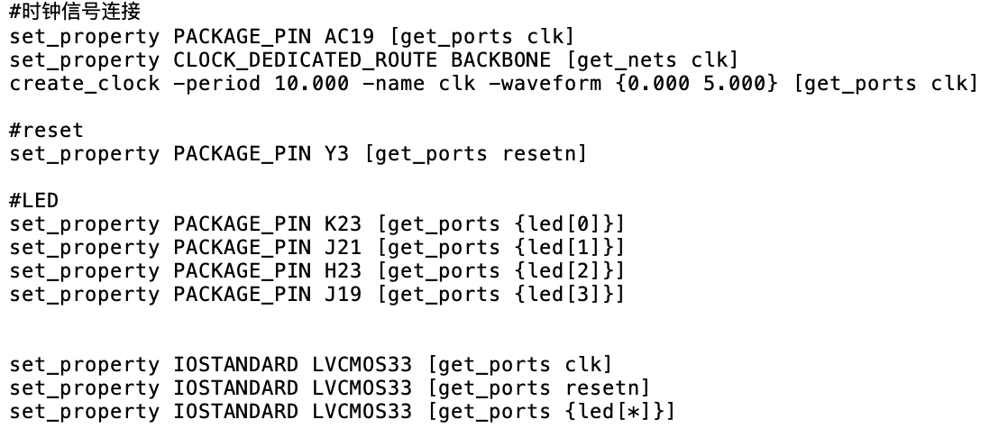 #时钟信号连接
set_property PACKAGE_PIN AC19 [get_ports clk]
set_property CLOCK_DEDICATED_ROUTE BACKBONE [get_nets clk]
create_clock -period 10.000 -name clk -waveform {0.000 5.000} [get_ports clk]
#reset
set_property PACKAGE_PIN Y3 [get_ports resetn]
#LED
set_property PACKAGE_PIN K23 [get_ports {led[0]}]
set_property PACKAGE_PIN J21 [get_ports {led[1]}]
set_property PACKAGE_PIN H23 [get_ports {led[2]}]
set_property PACKAGE_PIN J19 [get_ports {led[3]}]
set_property IOSTANDARD LVCMOS33 [get_ports clk]
set_property IOSTANDARD LVCMOS33 [get_ports resetn]
set_property IOSTANDARD LVCMOS33 [get_ports {led[*]}]